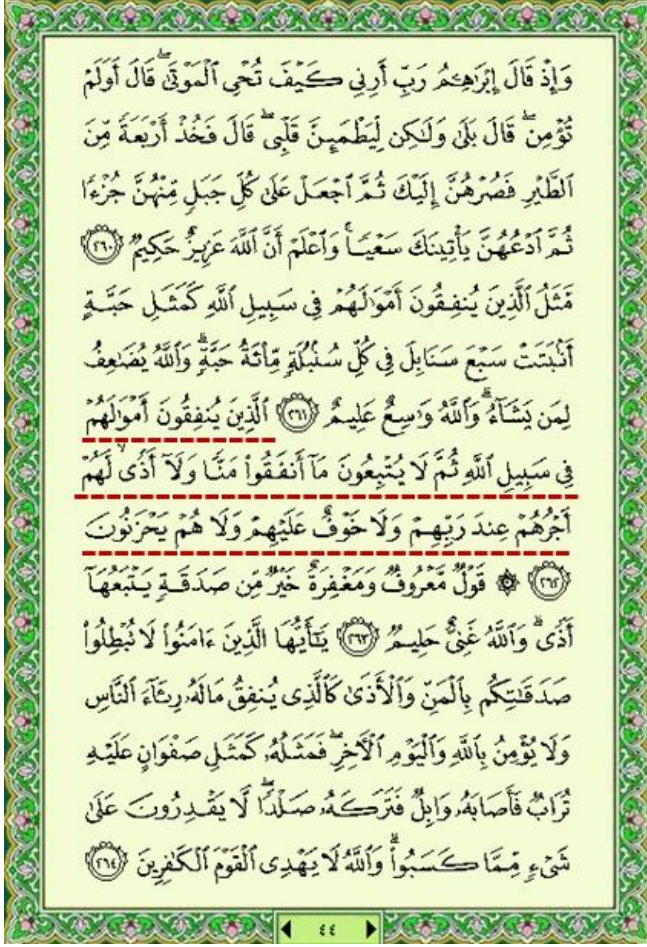 وَإِذْ قَالَ إِبْرَٰهِـۧمُ رَبِّ أَرِنِى كَيْفَ تُحْىِ ٱلْمَوْتَىٰ ۖ قَالَ أَوَلَمْ
تُؤْمِن ۖ قَالَ بَلَىٰ وَلَـٰكِن لِّيَطْمَئِنَّ قَلْبِى ۖ قَالَ فَخُذْ أَرْبَعَةً مِّنَ
ٱلطَّيْرِ فَصُرْهُنَّ إِلَيْكَ ثُمَّ ٱجْعَلْ عَلَىٰ كُلِّ جَبَلٍ مِّنْهُنَّ جُزْءًا
ثُمَّ ٱدْعُهُنَّ يَأْتِينَكَ سَعْيًا ۚ وَٱعْلَمْ أَنَّ ٱللَّهَ عَزِيزٌ حَكِيمٌ ﴿٢٦٠﴾
مَّثَلُ ٱلَّذِينَ يُنفِقُونَ أَمْوَٰلَهُمْ فِى سَبِيلِ ٱللَّهِ كَمَثَلِ حَبَّةٍ
أَنۢبَتَتْ سَبْعَ سَنَابِلَ فِى كُلِّ سُنۢبُلَةٍ مِّا۟ئَةُ حَبَّةٍ ۗ وَٱللَّهُ يُضَـٰعِفُ
لِمَن يَشَآءُ ۗ وَٱللَّهُ وَٰسِعٌ عَلِيمٌ ﴿٢٦١﴾ ٱلَّذِينَ يُنفِقُونَ أَمْوَٰلَهُمْ
فِى سَبِيلِ ٱللَّهِ ثُمَّ لَا يُتْبِعُونَ مَآ أَنفَقُوا۟ مَنًّا وَلَآ أَذًى ۙ لَّهُمْ
أَجْرُهُمْ عِندَ رَبِّهِمْ وَلَا خَوْفٌ عَلَيْهِمْ وَلَا هُمْ يَحْزَنُونَ
﴿٢٦٢﴾ ۞ قَوْلٌ مَّعْرُوفٌ وَمَغْفِرَةٌ خَيْرٌ مِّن صَدَقَةٍ يَتْبَعُهَآ
أَذًى ۗ وَٱللَّهُ غَنِىٌّ حَلِيمٌ ﴿٢٦٣﴾ يَـٰٓأَيُّهَا ٱلَّذِينَ ءَامَنُوا۟ لَا تُبْطِلُوا۟
صَدَقَـٰتِكُم بِٱلْمَنِّ وَٱلْأَذَىٰ كَٱلَّذِى يُنفِقُ مَالَهُۥ رِئَآءَ ٱلنَّاسِ
وَلَا يُؤْمِنُ بِٱللَّهِ وَٱلْيَوْمِ ٱلْـَٔاخِرِ ۖ فَمَثَلُهُۥ كَمَثَلِ صَفْوَانٍ عَلَيْهِ
تُرَابٌ فَأَصَابَهُۥ وَابِلٌ فَتَرَكَهُۥ صَلْدًا ۖ لَّا يَقْدِرُونَ عَلَىٰ
شَىْءٍ مِّمَّا كَسَبُوا۟ ۗ وَٱللَّهُ لَا يَهْدِى ٱلْقَوْمَ ٱلْكَـٰفِرِينَ ﴿٢٦٤﴾
٤٤